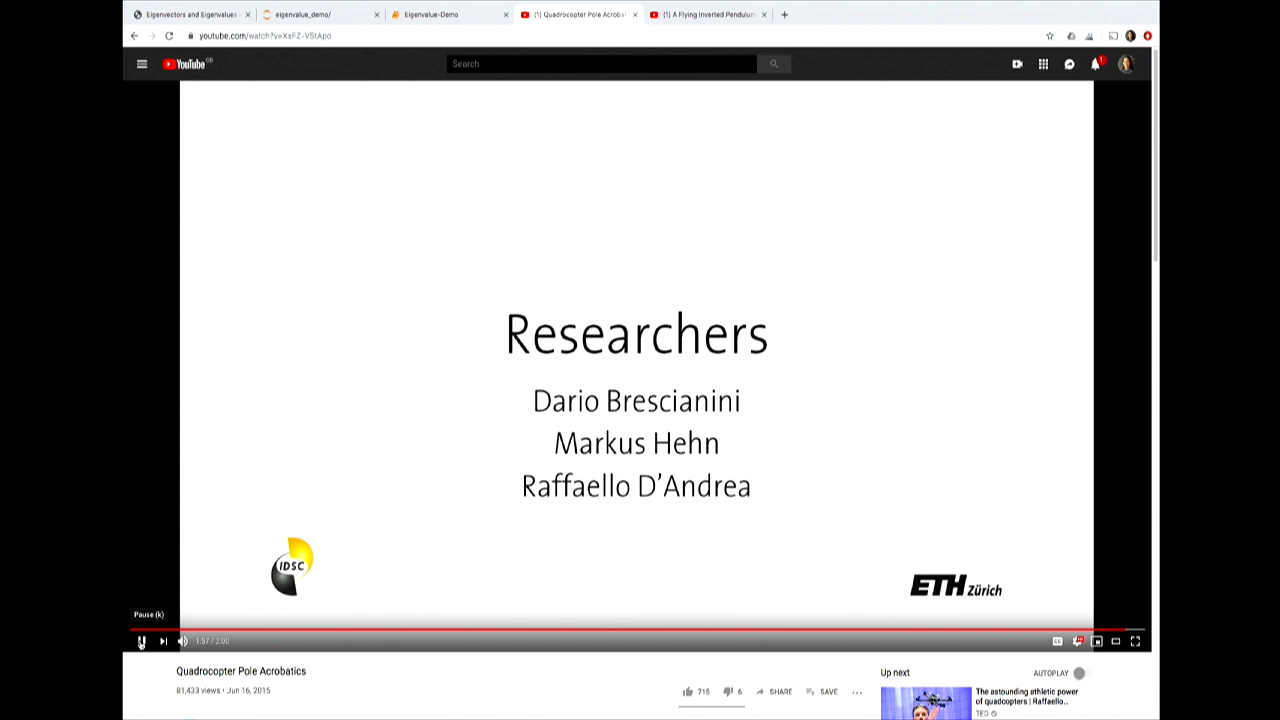 Eigenvectors and Eigenvalues
eigenvalue_demo/
Eigenvalue-Demo
(1) Quadrocopter Pole Acrobat
(1) A Flying Inverted Pendulum
youtube.com/watch?v=XxFZ-VStApo
YouTube GB
Search
Researchers
Dario Brescianini
Markus Hehn
Raffaello D'Andrea
IDSC
ETH Zürich
Pause (k)
1:57 / 2:00
Quadrocopter Pole Acrobatics
81,433 views • Jun 16, 2015
715
6
SHARE
SAVE
Up next
AUTOPLAY
The astounding athletic power
of quadcopters | Raffaello...
TED